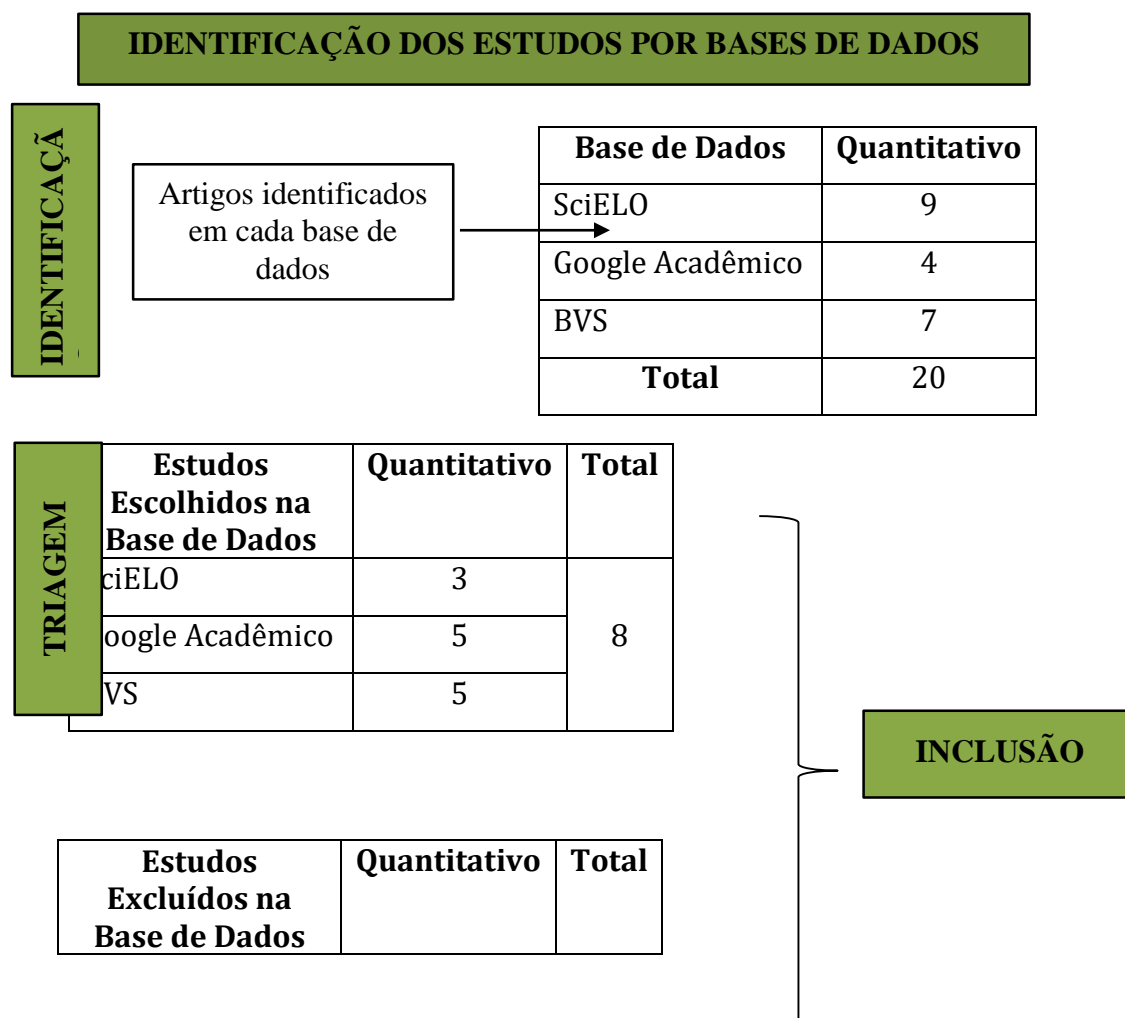 IDENTIFICAÇÃO DOS ESTUDOS POR BASES DE DADOS
IDENTIFICAÇÃ
Artigos identificados
em cada base de
dados
Base de Dados Quantitativo
SciELO 9
Google Acadêmico 4
BVS 7
Total 20
TRIAGEM
Estudos Quantitativo Total
Escolhidos na
Base de Dados
ciELO 3
oogle Acadêmico 5 8
VS 5
INCLUSÃO
Estudos Quantitativo Total
Excluídos na
Base de Dados